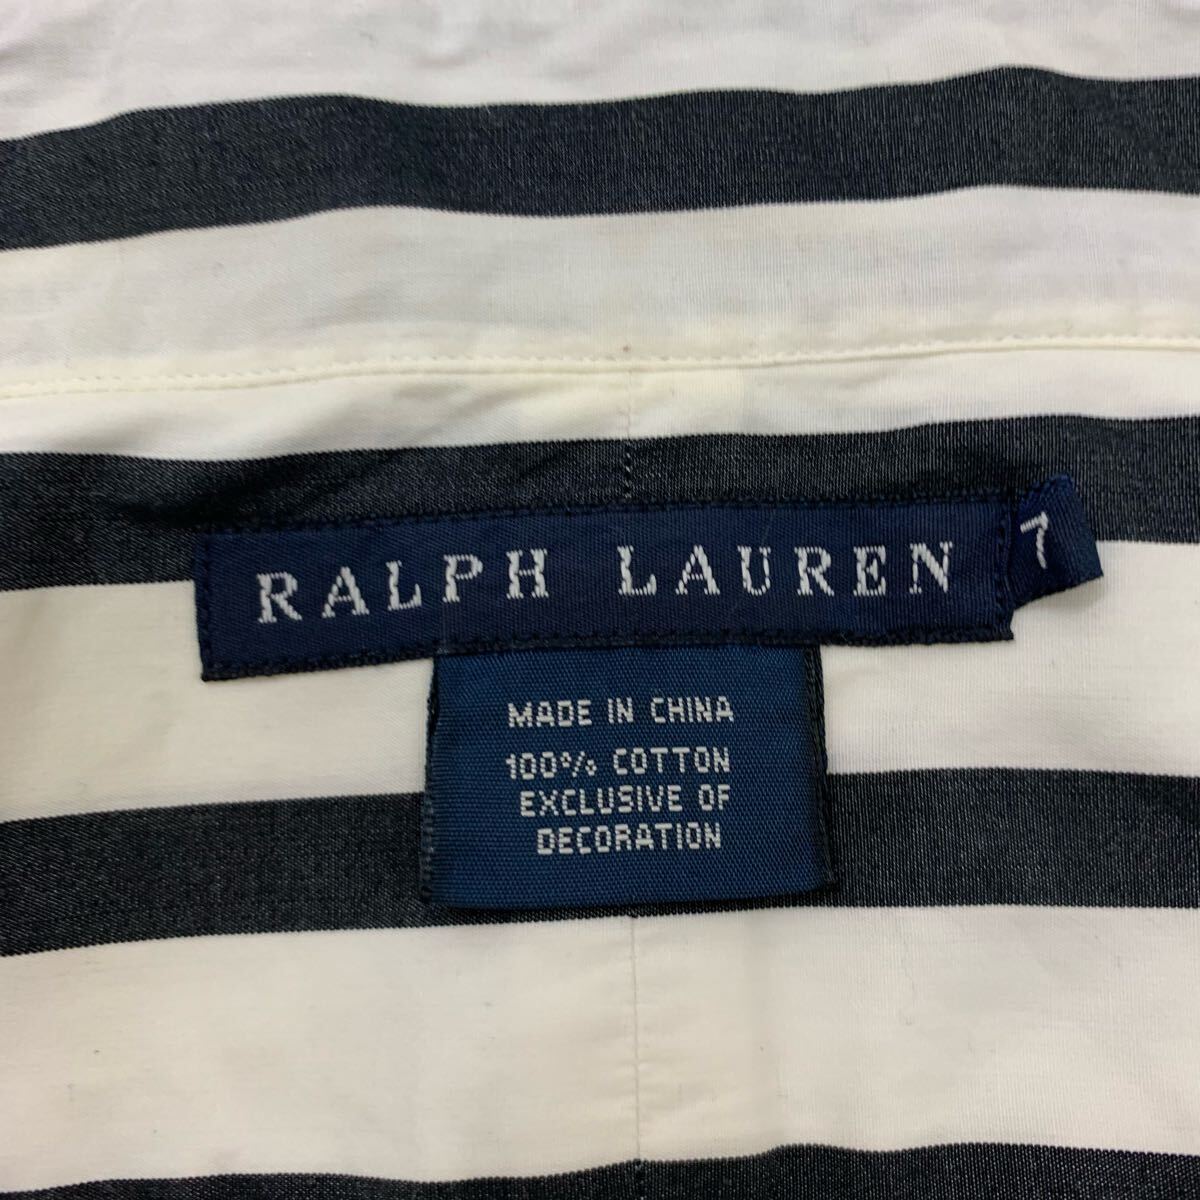 RALPH LAUREN
7
MADE IN CHINA
100% COTTON
EXCLUSIVE OF
DECORATION